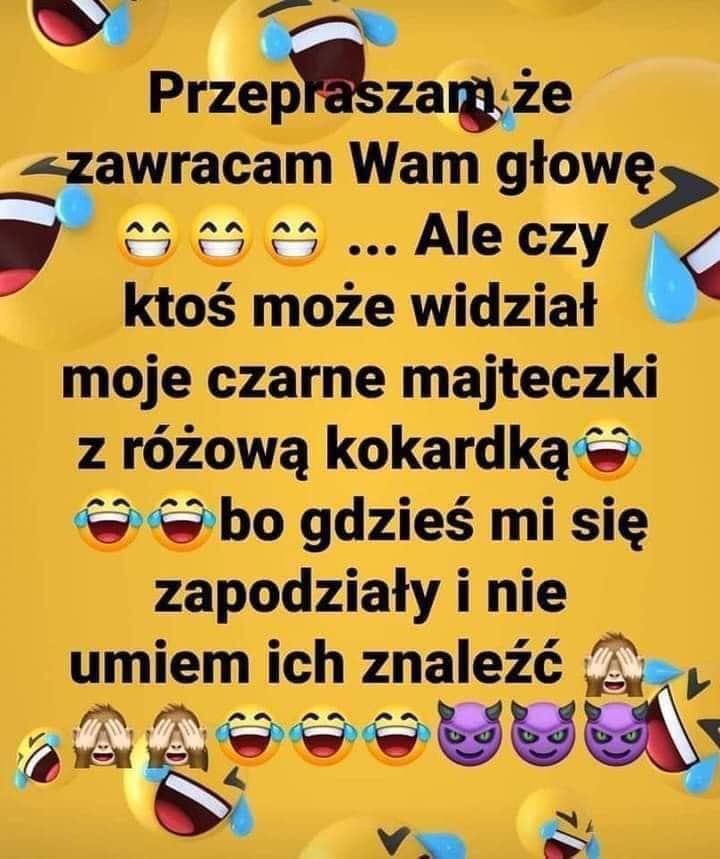 Przepraszam,że
zawracam Wam głowę
😁😁😁 ... Ale czy
ktoś może widział
moje czarne majteczki
z różową kokardką😂
😂😂bo gdzieś mi się
zapodziały i nie
umiem ich znaleźć 🙈
🙈🙈😂😂😂😈😈😈